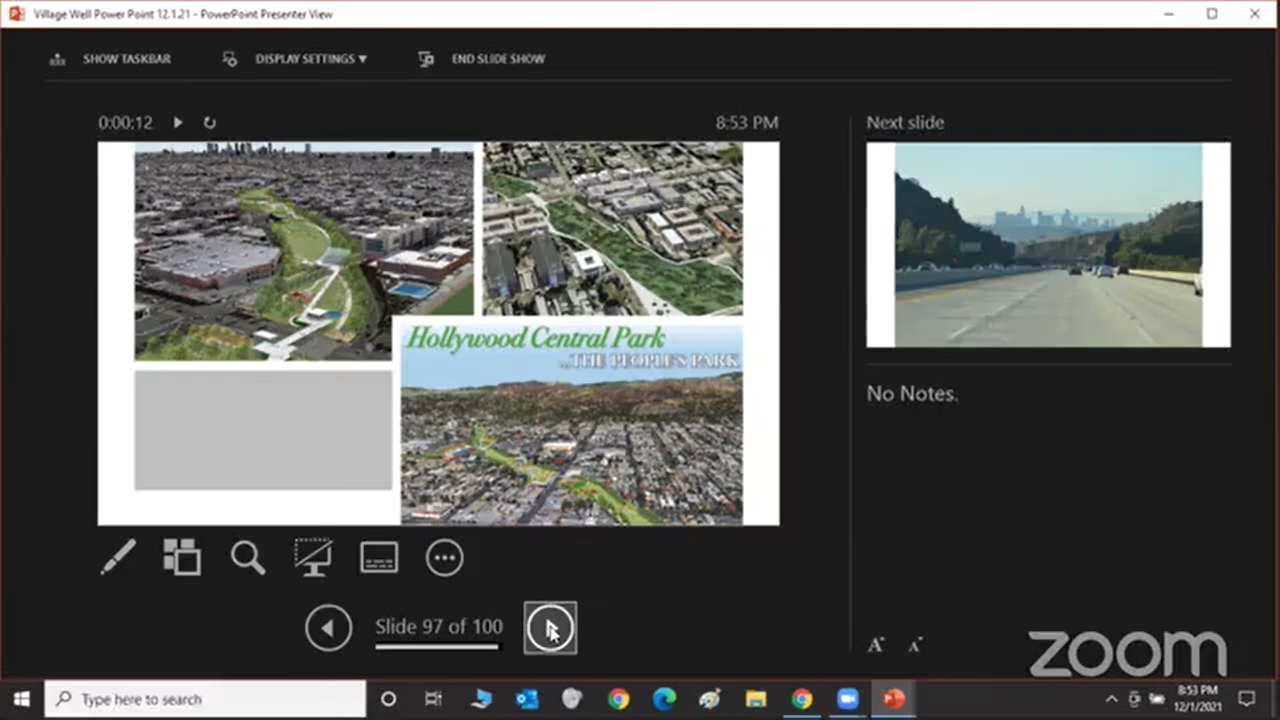 Village Well Power Point 12.1.21 - PowerPoint Presenter View
SHOW TASKBAR
DISPLAY SETTINGS
END SLIDE SHOW
0:00:12
8:53 PM
Next slide
Hollywood Central Park
...THE PEOPLE'S PARK
No Notes.
Slide 97 of 100
A A
zoom
Type here to search
8:53 PM
12/1/2021